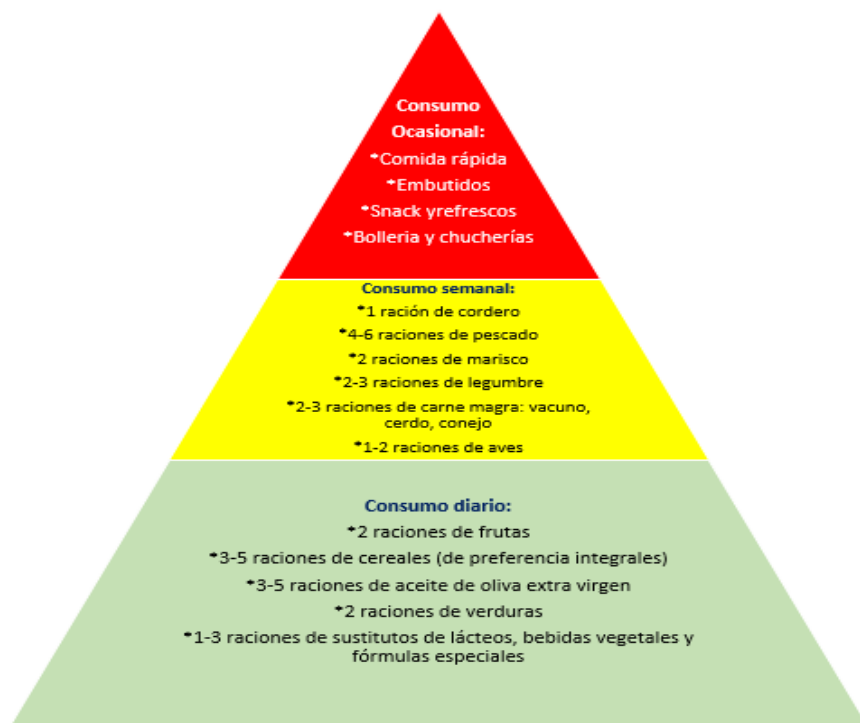 Consumo
Ocasional:
*Comida rápida
*Embutidos
*Snack yrefrescos
*Bolleria y chucherías
Consumo semanal:
*1 ración de cordero
*4-6 raciones de pescado
*2 raciones de marisco
*2-3 raciones de legumbre
*2-3 raciones de carne magra: vacuno,
cerdo, conejo
*1-2 raciones de aves
Consumo diario:
*2 raciones de frutas
*3-5 raciones de cereales (de preferencia integrales)
*3-5 raciones de aceite de oliva extra virgen
*2 raciones de verduras
*1-3 raciones de sustitutos de lácteos, bebidas vegetales y
fórmulas especiales